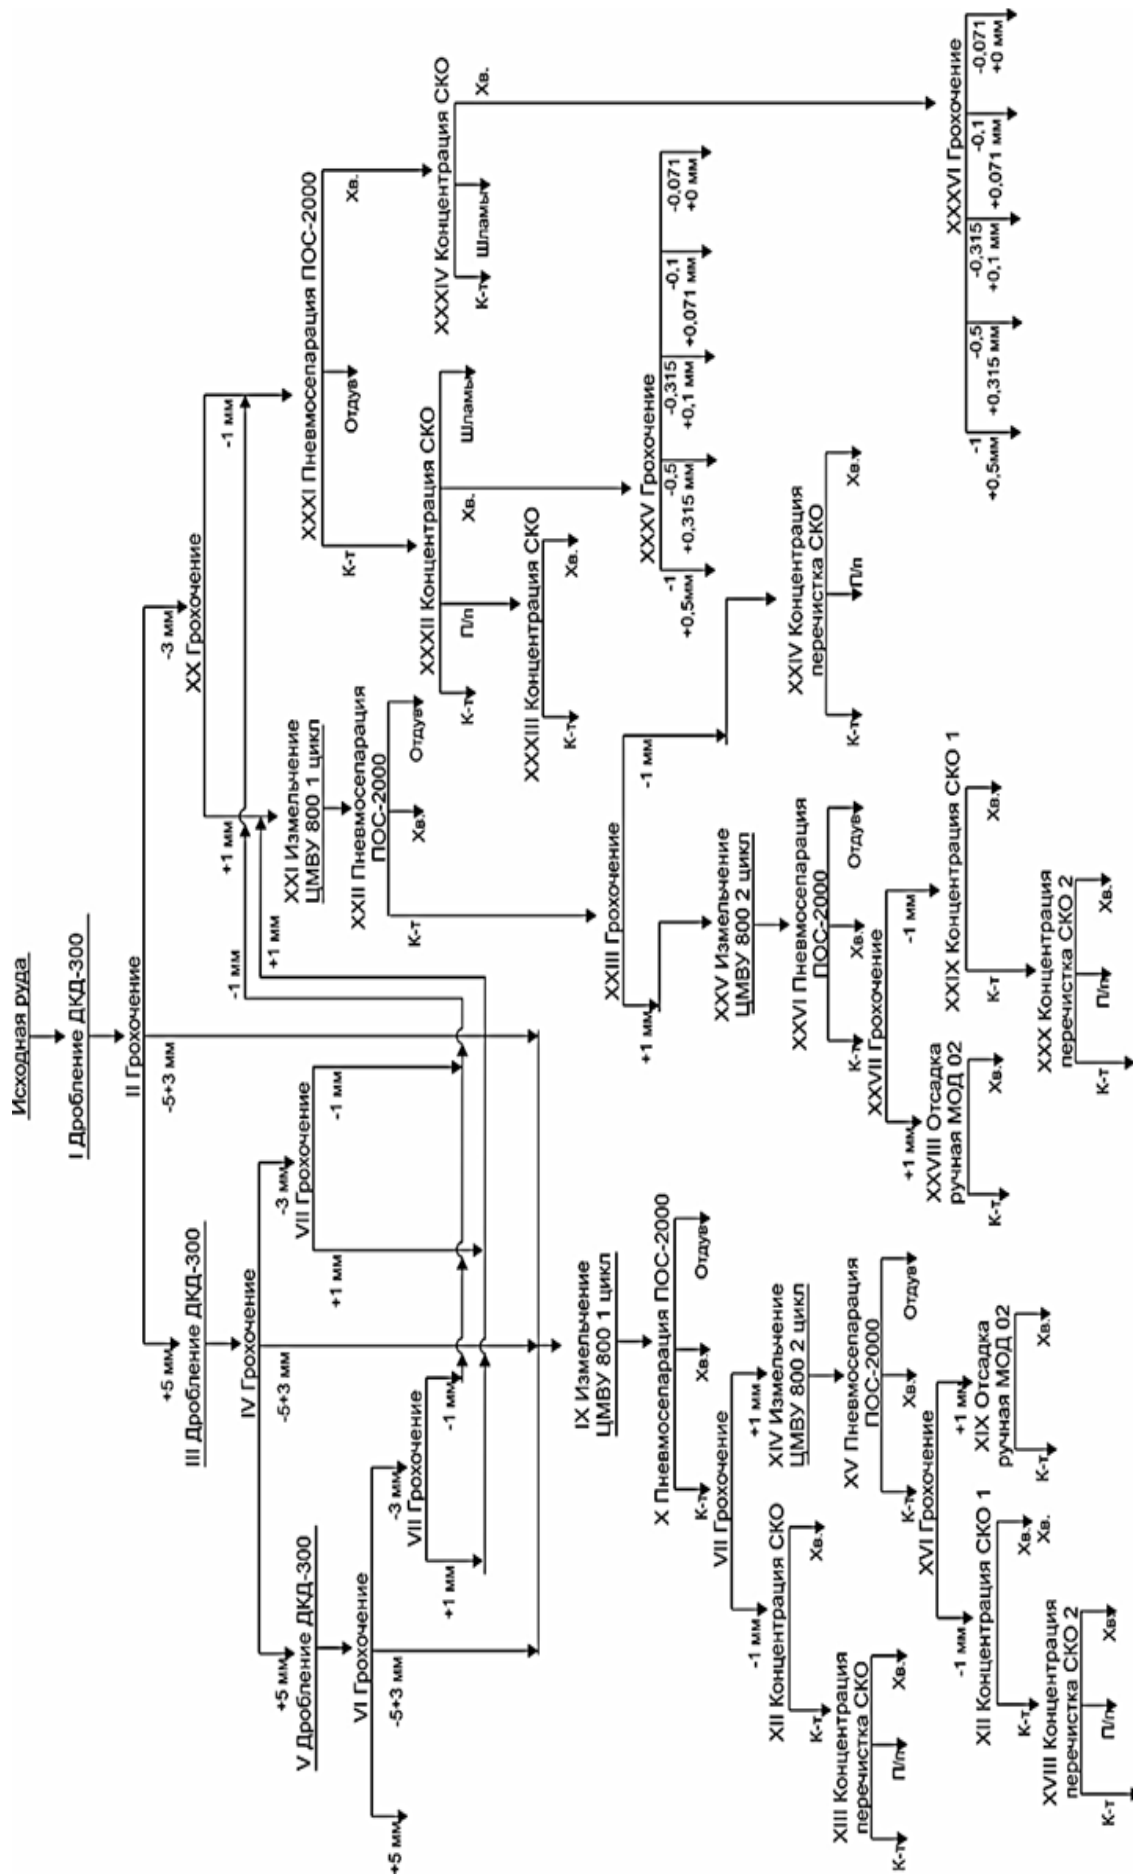 Исходная руда
I Дробление ДКД-300
II Грохочение
+5 мм
-5+3 мм
-3 мм
III Дробление ДКД-300
IV Грохочение
+5 мм
-5+3 мм
-3 мм
V Дробление ДКД-300
VI Грохочение
+5 мм
-5+3 мм
-3 мм
VII Грохочение
+1 мм
-1 мм
VII Грохочение
+1 мм
-1 мм
-1 мм
+1 мм
IX Измельчение
ЦМВУ 800 1 цикл
X Пневмосепарация ПОС-2000
К-т
Хв.
Отдув
VII Грохочение
-1 мм
+1 мм
XII Концентрация СКО
К-т
Хв.
XIII Концентрация
перечистка СКО
К-т
П/п
Хв.
XIV Измельчение
ЦМВУ 800 2 цикл
XV Пневмосепарация
ПОС-2000
К-т
Хв.
Отдув
XVI Грохочение
-1 мм
+1 мм
XII Концентрация СКО 1
К-т
Хв.
Хв.
XVIII Концентрация
перечистка СКО 2
К-т
П/п
Хв.
XIX Отсадка
ручная МОД 02
К-т
Хв.
XX Грохочение
+1 мм
-1 мм
XXI Измельчение
ЦМВУ 800 1 цикл
XXII Пневмосепарация
ПОС-2000
К-т
Хв.
Отдув
XXIII Грохочение
+1 мм
-1 мм
XXIV Концентрация
перечистка СКО
К-т
П/п
Хв.
XXV Измельчение
ЦМВУ 800 2 цикл
XXVI Пневмосепарация
ПОС-2000
К-т
Хв.
Отдув
XXVII Грохочение
+1 мм
-1 мм
XXVIII Отсадка
ручная МОД 02
К-т
Хв.
XXIX Концентрация СКО 1
К-т
Хв.
XXX Концентрация
перечистка СКО 2
К-т
П/п
Хв.
XXXI Пневмосепарация ПОС-2000
К-т
Отдув
Хв.
XXXII Концентрация СКО
К-т
П/п
Хв.
Шламы
XXXIII Концентрация СКО
К-т
Хв.
XXXIV Концентрация СКО
К-т
Шламы
Хв.
XXXV Грохочение
-1
+0,5мм
-0,5
+0,315 мм
-0,315
+0,1 мм
-0,1
+0,071 мм
-0,071
+0 мм
XXXVI Грохочение
-1
+0,5мм
-0,5
+0,315 мм
-0,315
+0,1 мм
-0,1
+0,071 мм
-0,071
+0 мм